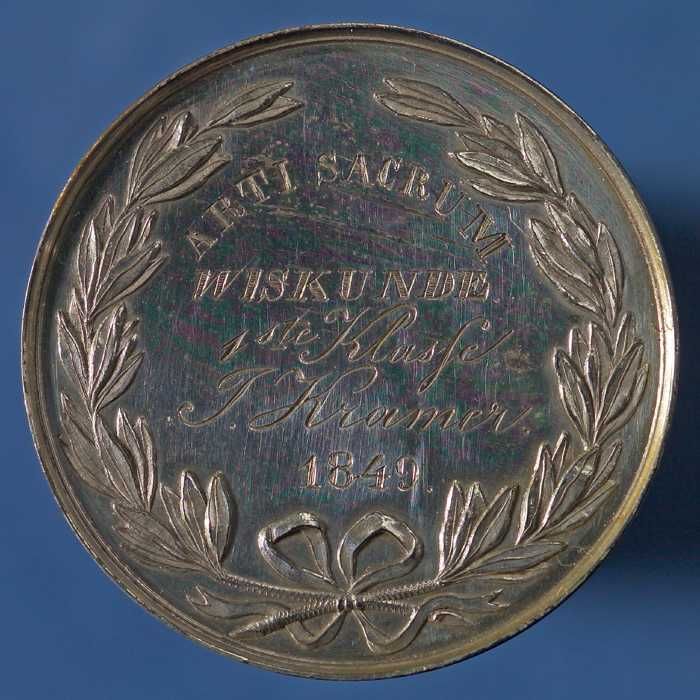 ARTI SACRUM
WISKUNDE
1ste Klasse
J. Kramer.
1849.